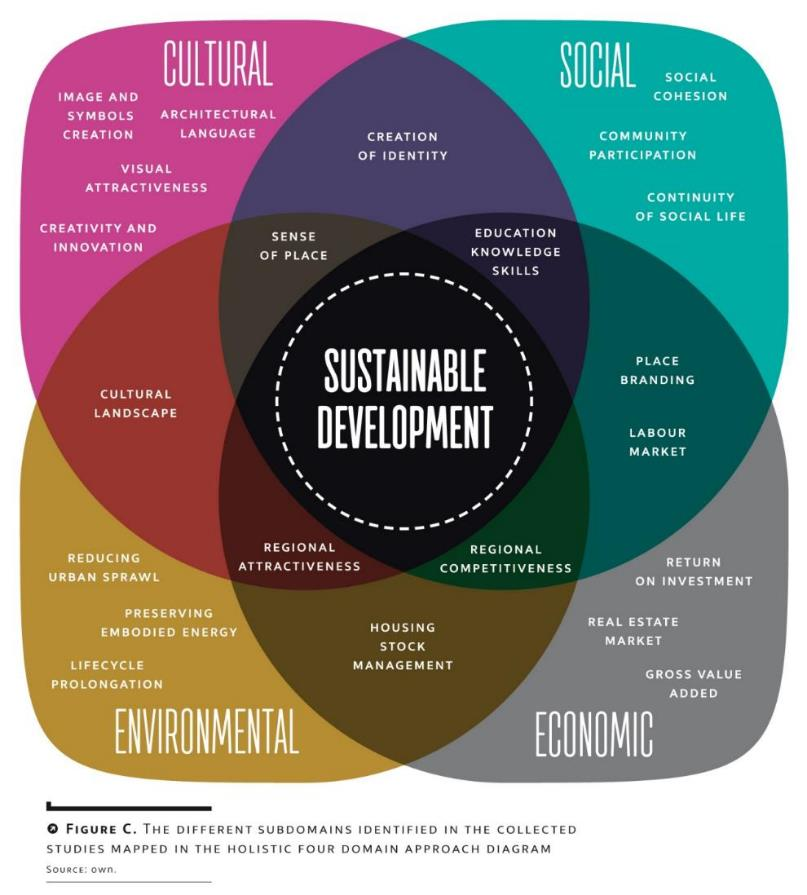 CULTURAL
IMAGE AND
SYMBOLS
CREATION
ARCHITECTURAL
LANGUAGE
VISUAL
ATTRACTIVENESS
CREATIVITY AND
INNOVATION
CREATION
OF IDENTITY
SOCIAL
SOCIAL
COHESION
COMMUNITY
PARTICIPATION
CONTINUITY
OF SOCIAL LIFE
SENSE
OF PLACE
EDUCATION
KNOWLEDGE
SKILLS
CULTURAL
LANDSCAPE
SUSTAINABLE
DEVELOPMENT
PLACE
BRANDING
LABOUR
MARKET
REGIONAL
ATTRACTIVENESS
REGIONAL
COMPETITIVENESS
REDUCING
URBAN SPRAWL
PRESERVING
EMBODIED ENERGY
LIFECYCLE
PROLONGATION
ENVIRONMENTAL
HOUSING
STOCK
MANAGEMENT
RETURN
ON INVESTMENT
REAL ESTATE
MARKET
GROSS VALUE
ADDED
ECONOMIC
FIGURE C. THE DIFFERENT SUBDOMAINS IDENTIFIED IN THE COLLECTED
STUDIES MAPPED IN THE HOLISTIC FOUR DOMAIN APPROACH DIAGRAM
SOURCE: OWN.